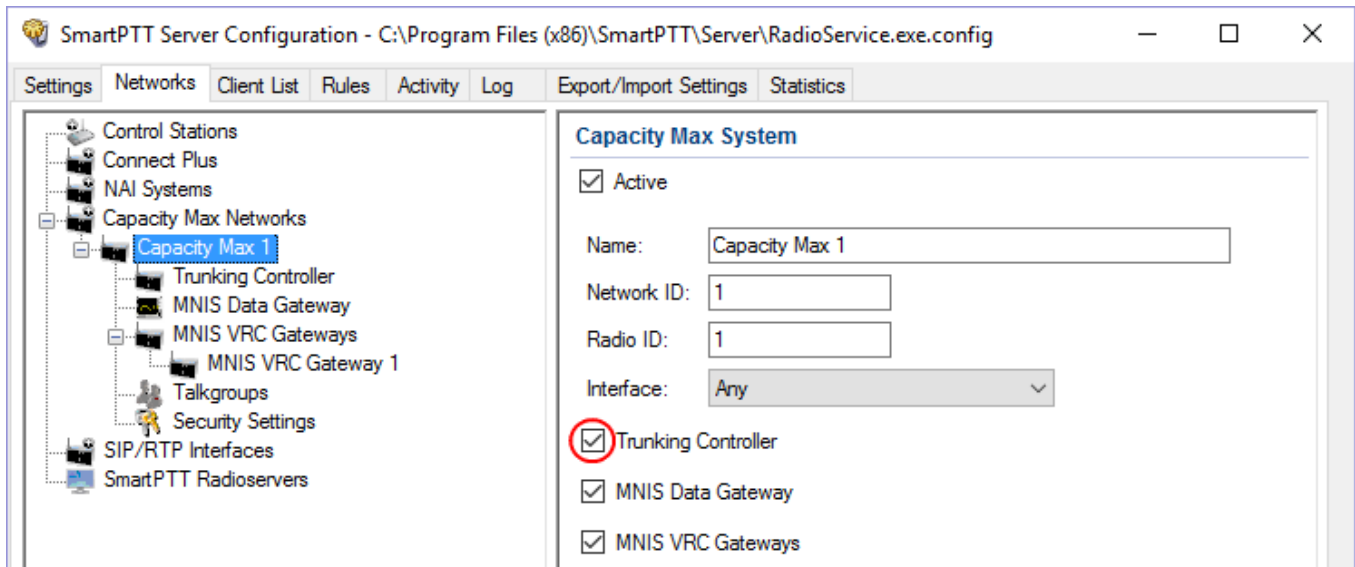 SmartPTT Server Configuration - C:\Program Files (x86)\SmartPTT\Server\RadioService.exe.config
Settings Networks Client List Rules Activity Log Export/Import Settings Statistics
Control Stations
Connect Plus
NAI Systems
Capacity Max Networks
Capacity Max 1
Trunking Controller
MNIS Data Gateway
MNIS VRC Gateways
MNIS VRC Gateway 1
Talkgroups
Security Settings
SIP/RTP Interfaces
SmartPTT Radioservers
Capacity Max System
Active
Name: Capacity Max 1
Network ID: 1
Radio ID: 1
Interface: Any
Trunking Controller
MNIS Data Gateway
MNIS VRC Gateways